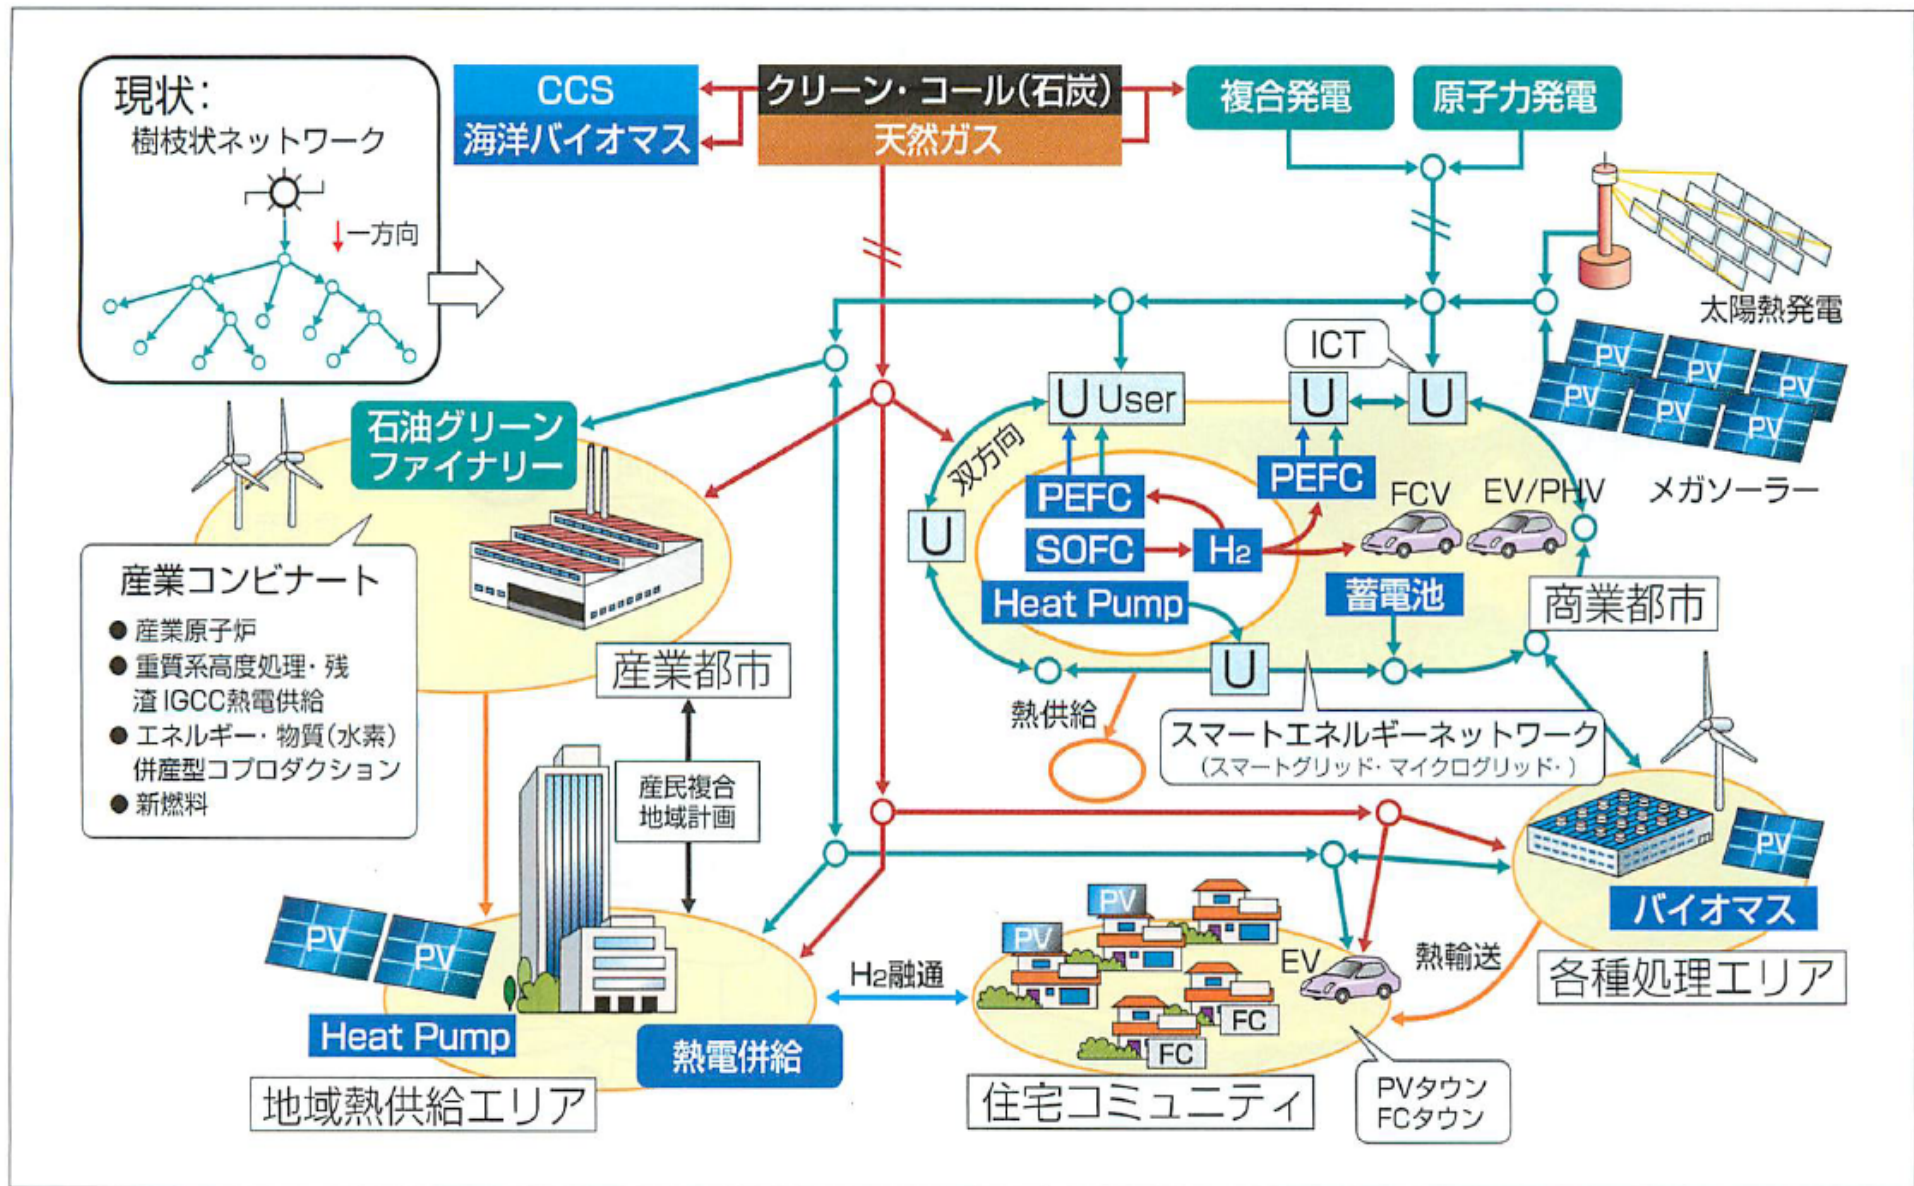 現状:
樹枝状ネットワーク
一方向
CCS
海洋バイオマス
クリーン・コール(石炭)
天然ガス
複合発電
原子力発電
太陽熱発電
PV
PV
PV
PV
PV
PV
メガソーラー
石油グリーン
ファイナリー
産業コンビナート
● 産業原子炉
● 重質系高度処理・残
渣IGCC熱電供給
● エネルギー・物質(水素)
併産型コプロダクション
● 新燃料
産業都市
産民複合
地域計画
ICT
U User
U
U
双方向
U
PEFC
PEFC
SOFC
H2
FCV
EV/PHV
Heat Pump
蓄電池
商業都市
U
熱供給
スマートエネルギーネットワーク
(スマートグリッド・マイクログリッド・ )
PV
PV
Heat Pump
熱電併給
地域熱供給エリア
H2融通
PV
PV
EV
FC
FC
住宅コミュニティ
PVタウン
FCタウン
熱輸送
PV
バイオマス
各種処理エリア